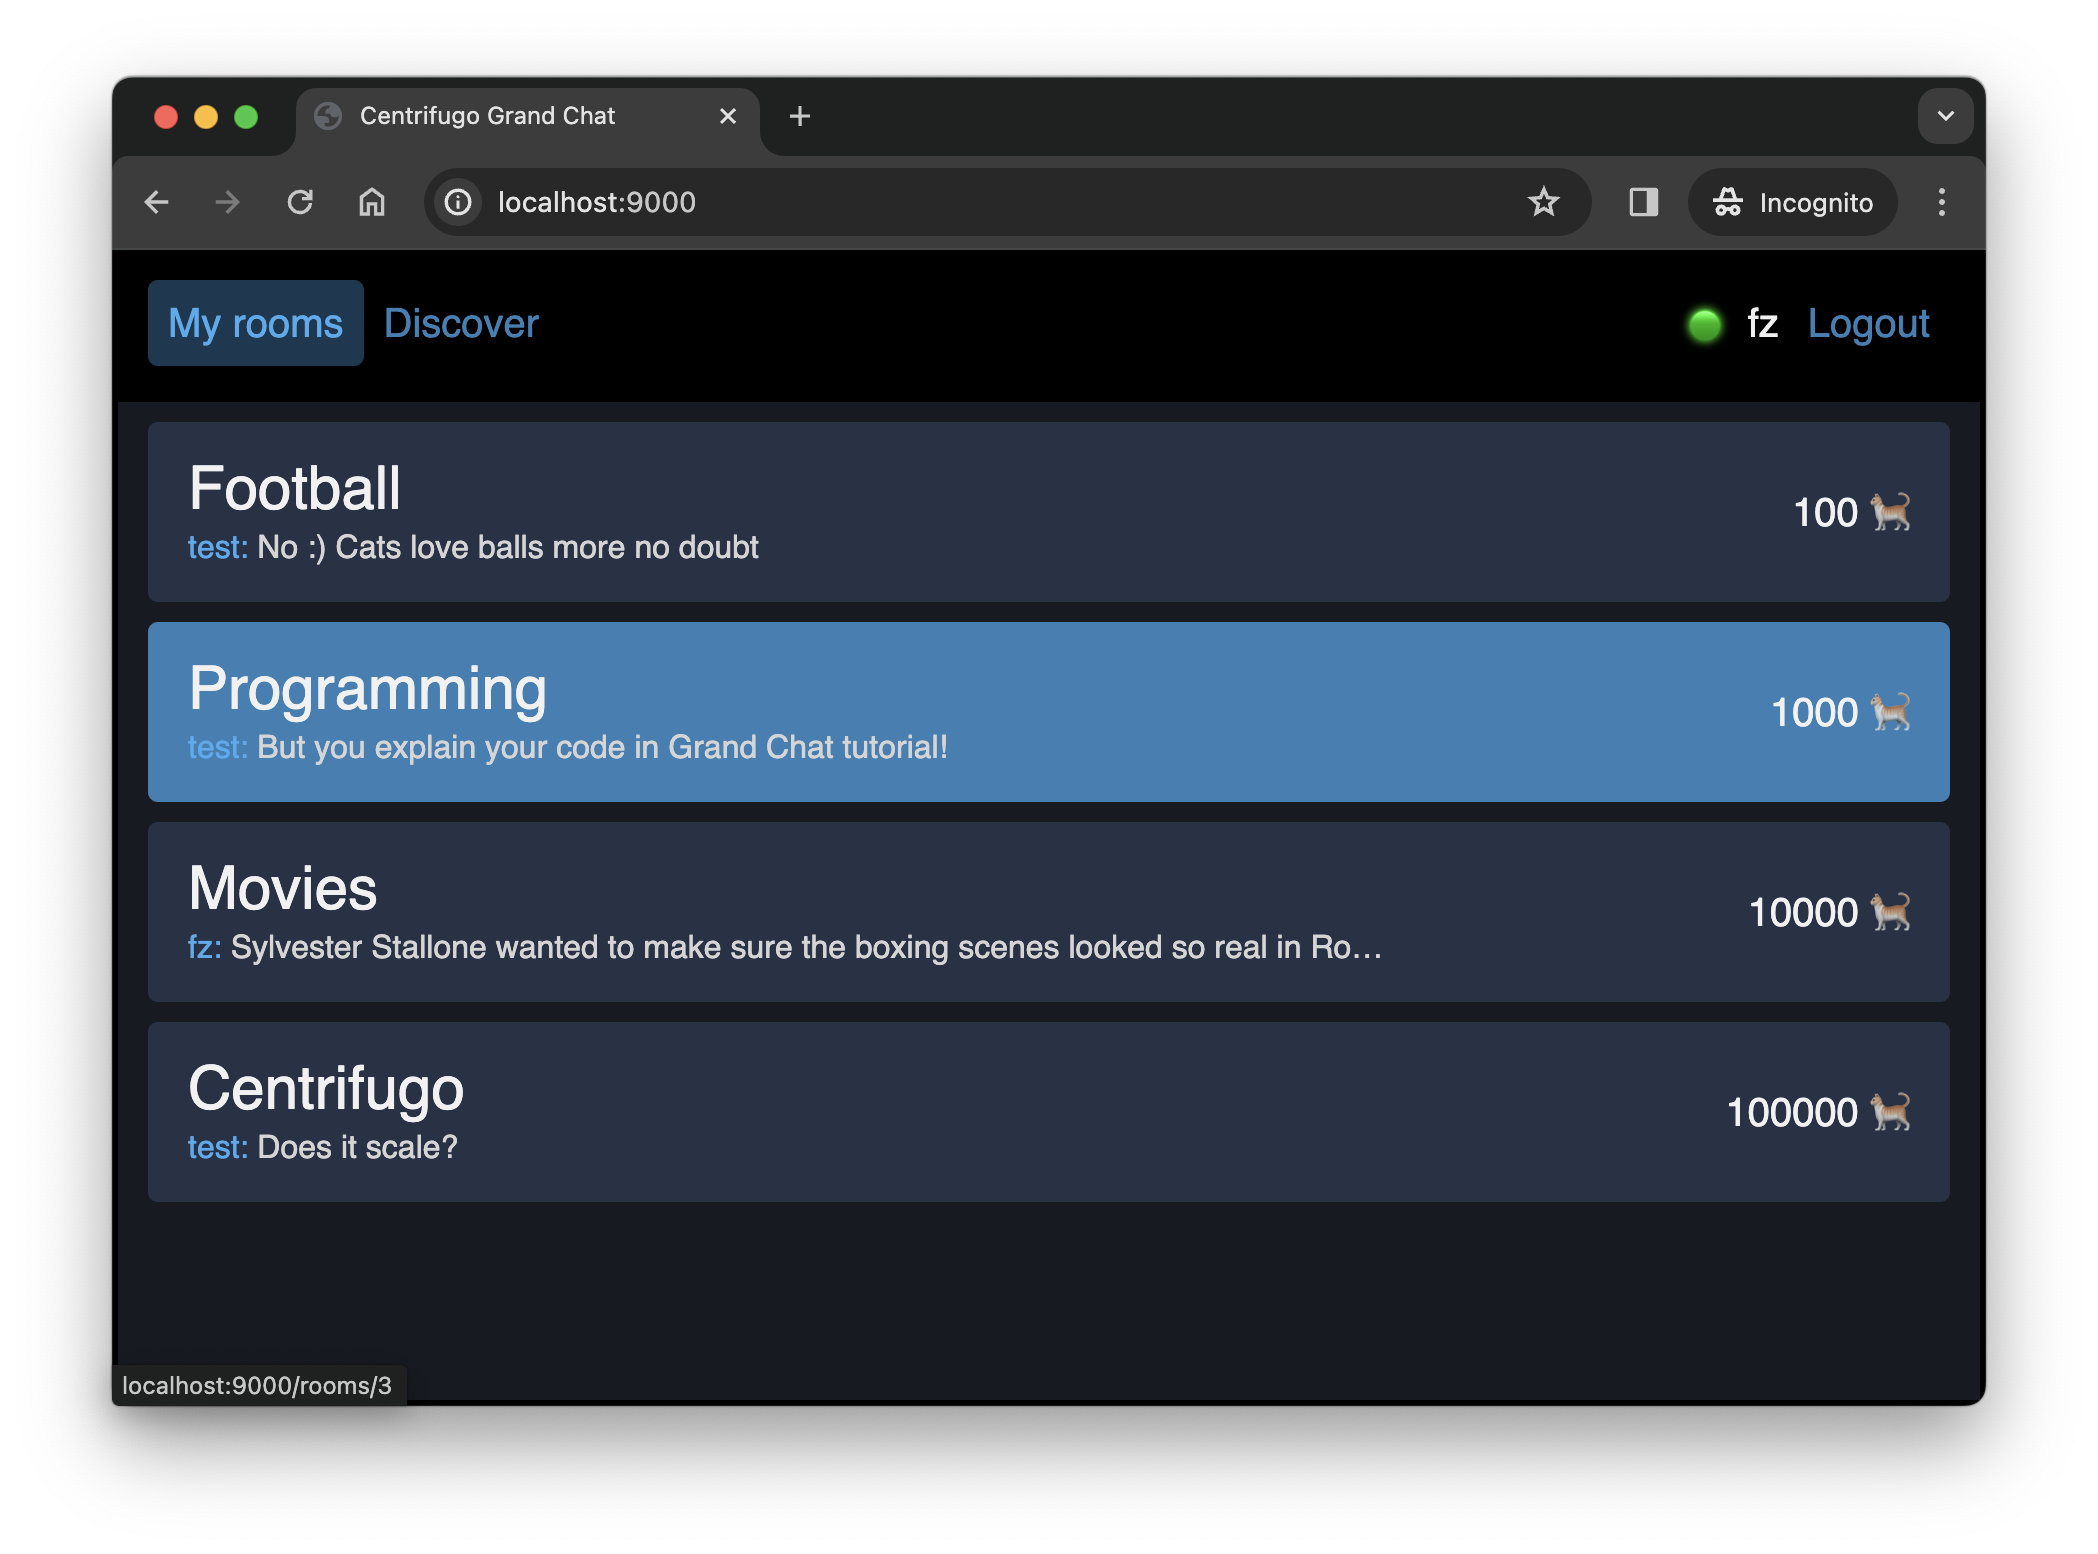 Centrifugo Grand Chat
localhost:9000
Incognito
My rooms
Discover
fz
Logout
Football
test: No :) Cats love balls more no doubt
100
Programming
test: But you explain your code in Grand Chat tutorial!
1000
Movies
fz: Sylvester Stallone wanted to make sure the boxing scenes looked so real in Ro...
10000
Centrifugo
test: Does it scale?
100000
localhost:9000/rooms/3